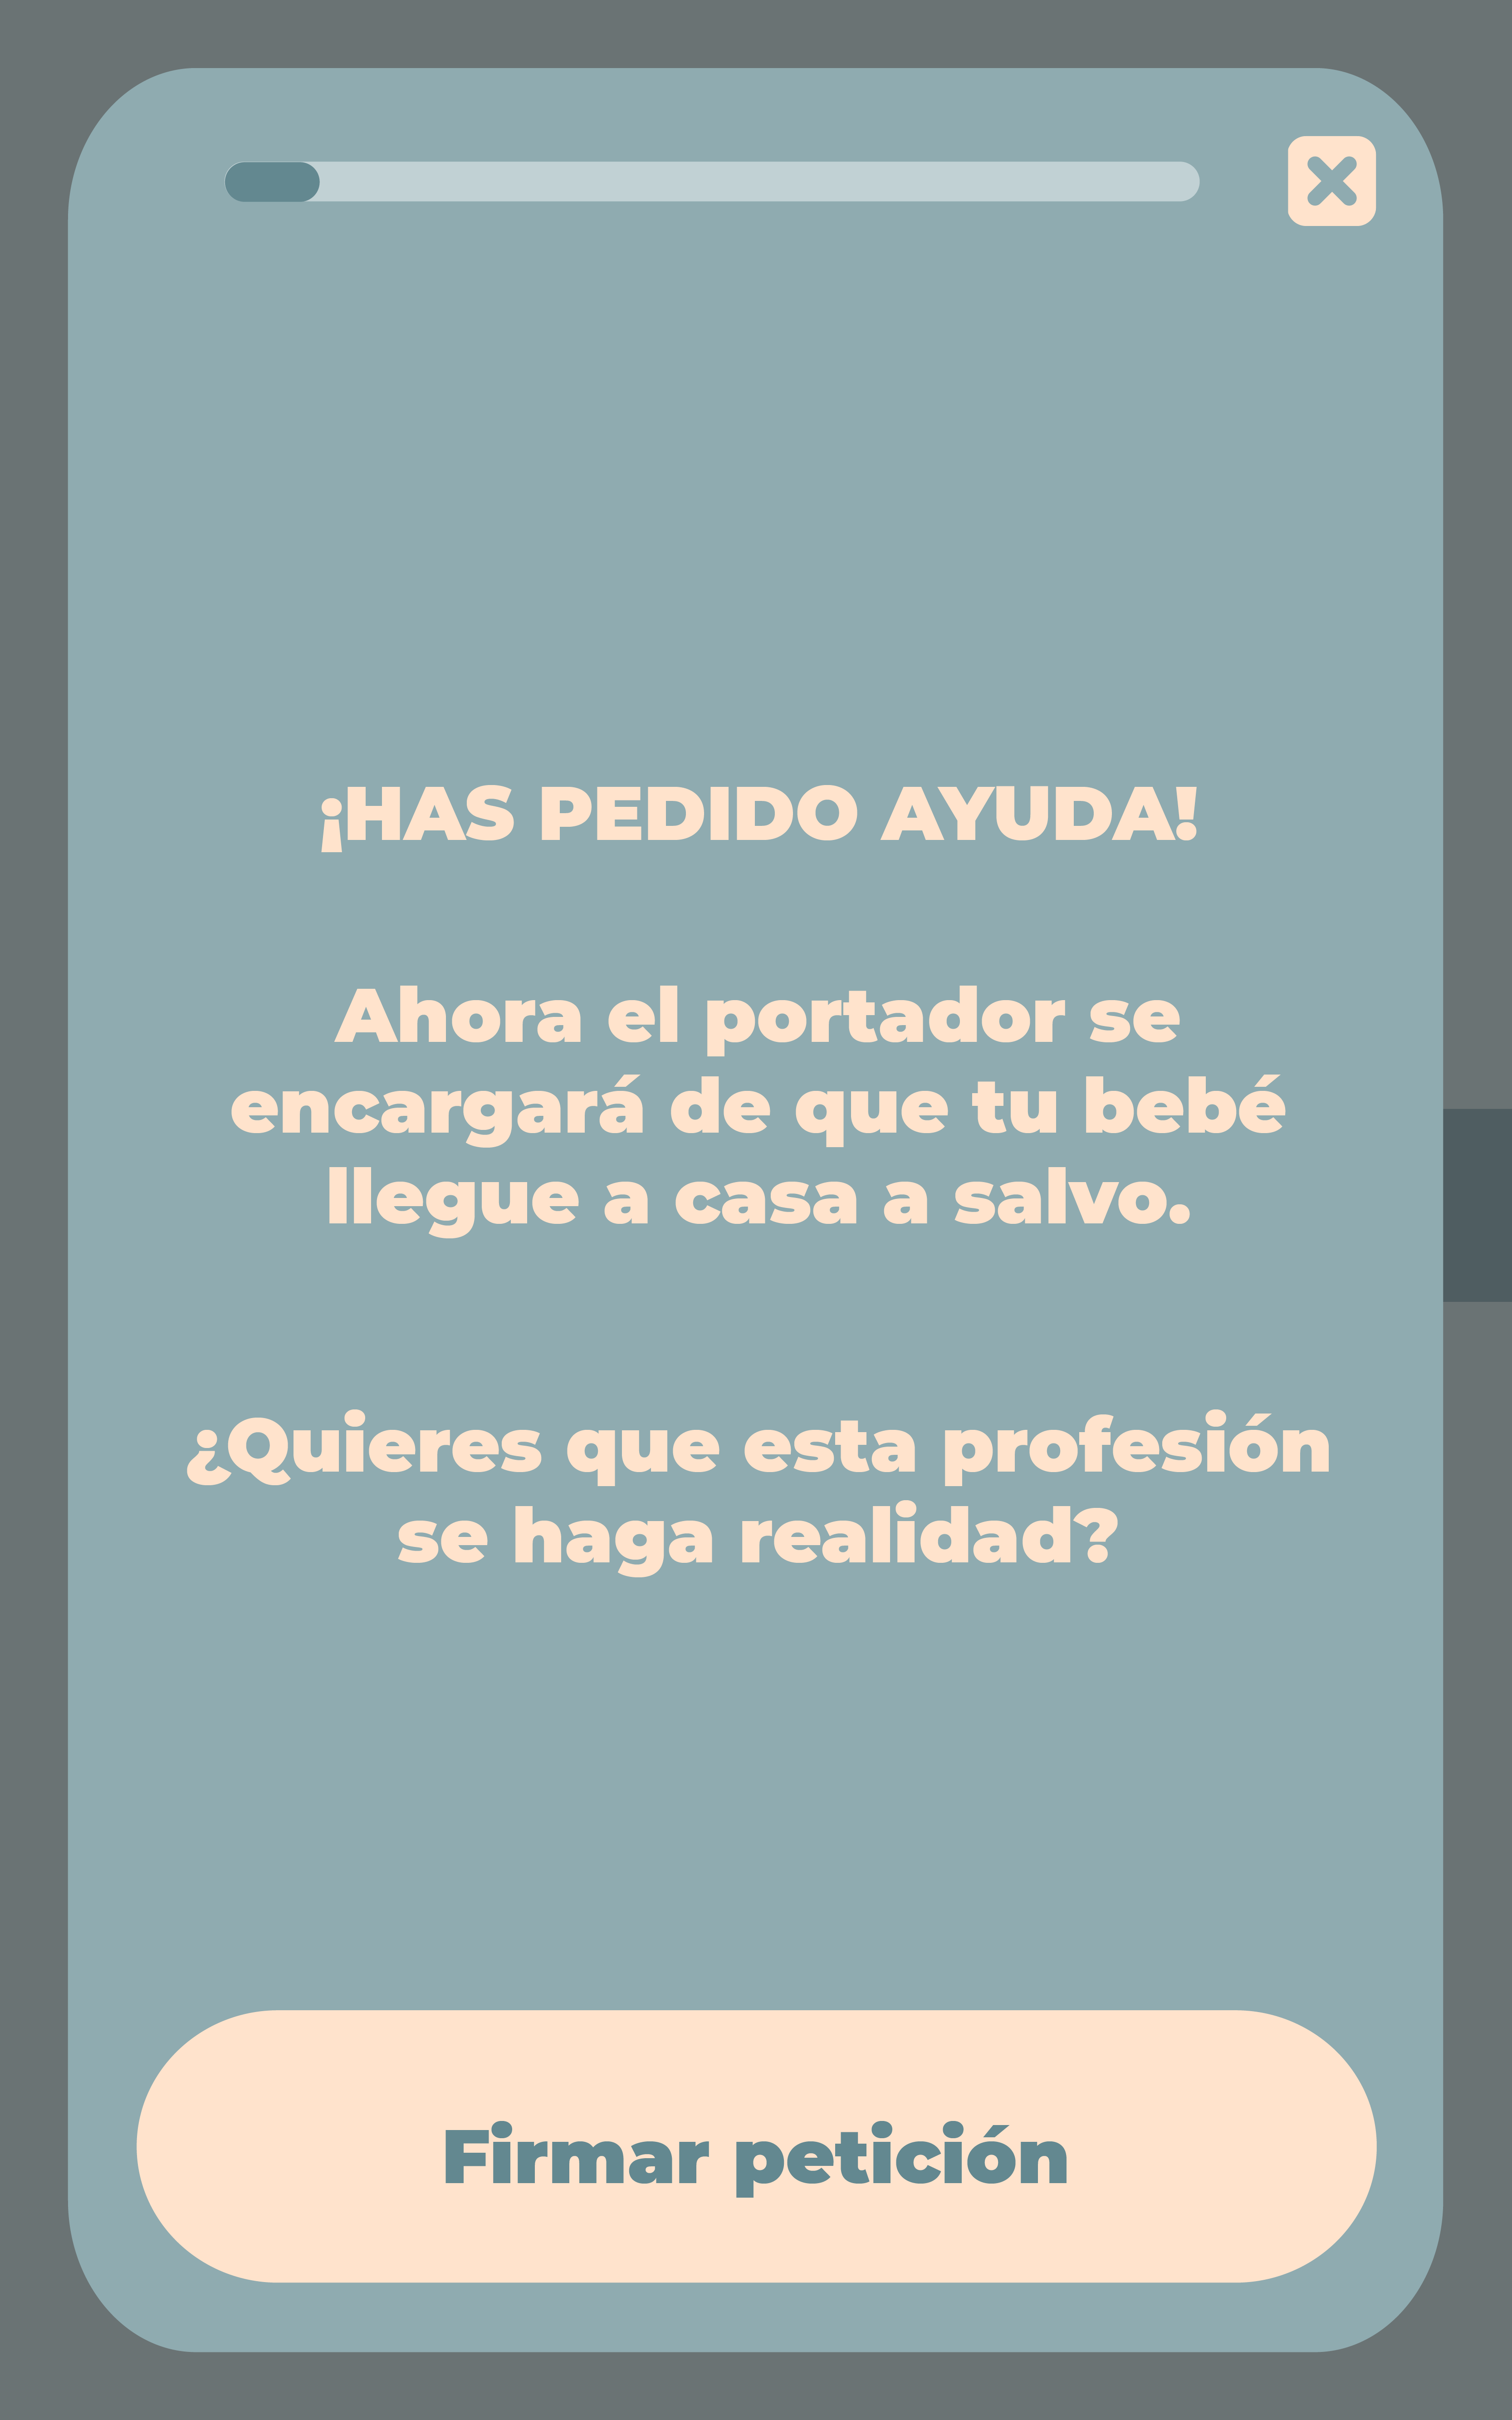 ¡HAS PEDIDO AYUDA!
Ahora el portador se
encargará de que tu bebé
llegue a casa a salvo.
¿Quieres que esta profesión
se haga realidad?
Firmar petición